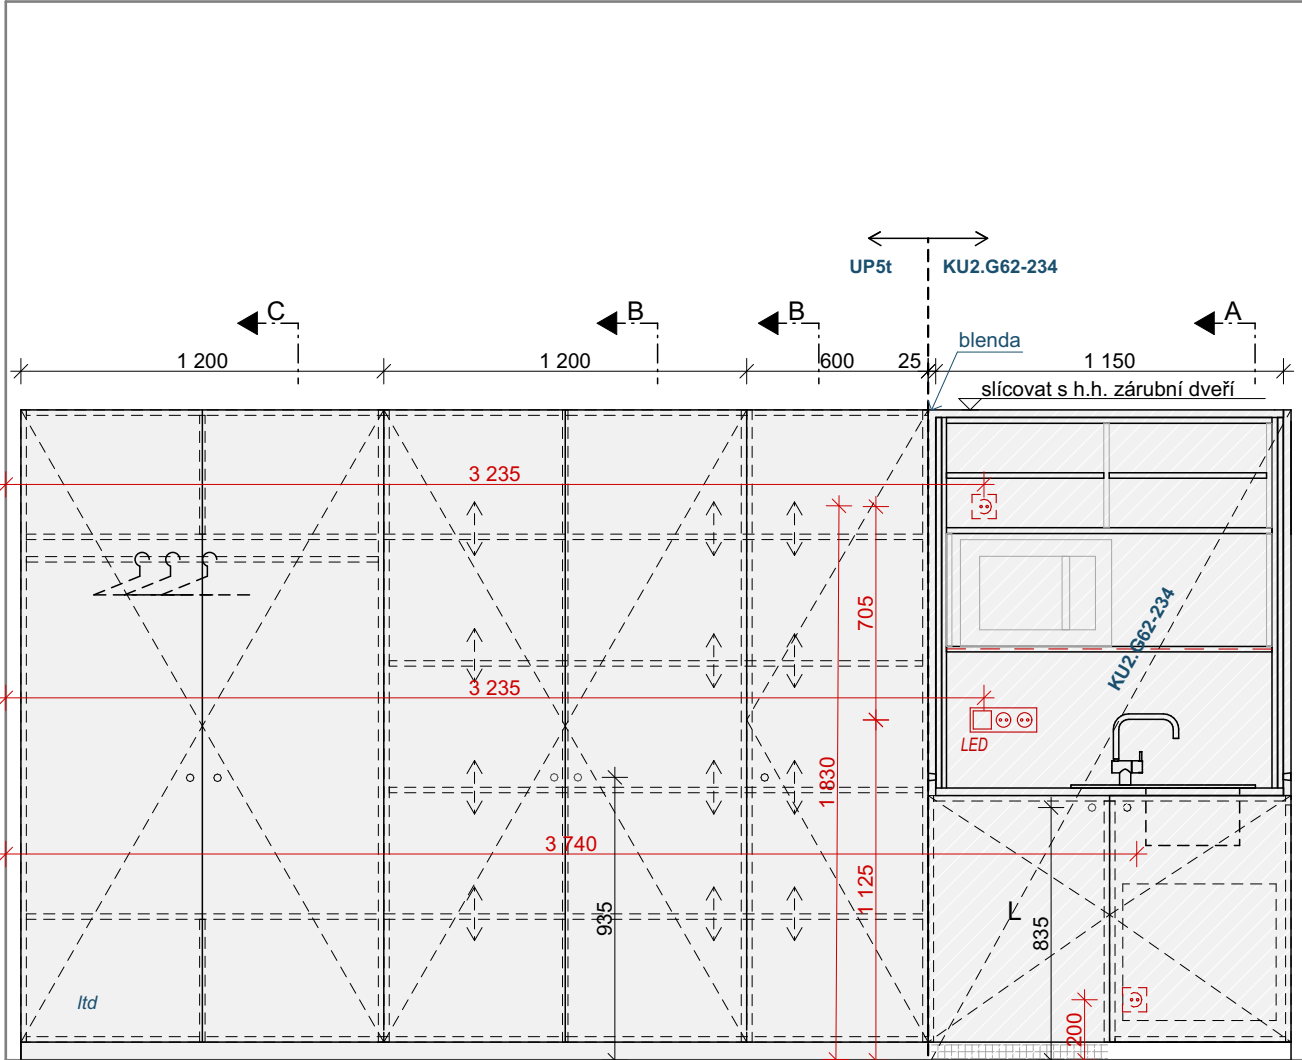 UP5t KU2.G62-234
C B B A
blenda
1 200 1 200 600 25 1 150
slícovat s h.h. zárubní dveří
3 235
705
KU2.G62-234
3 235
LED
1 830
3 740
1 125
935
L
835
ltd
200